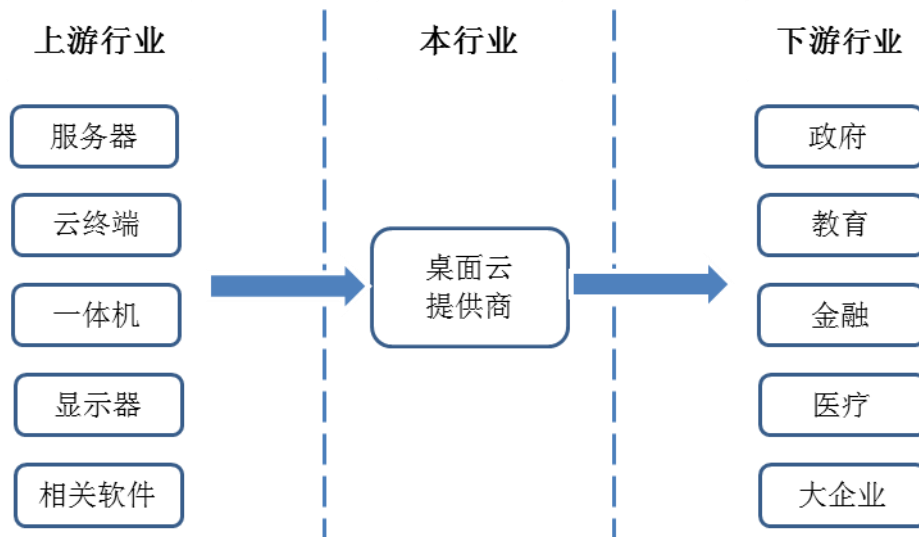 上游行业
本行业
下游行业
服务器
云终端
一体机
显示器
相关软件
桌面云
提供商
政府
教育
金融
医疗
大企业